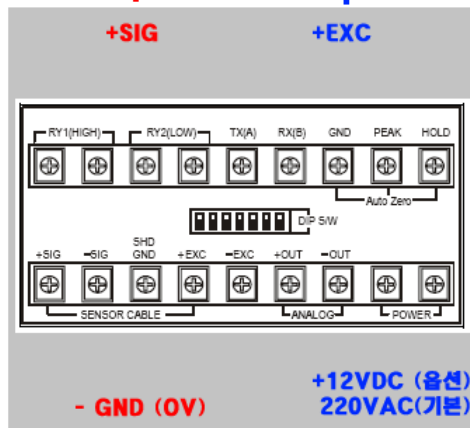 +SIG +EXC
RY1(HIGH) RY2(LOW) TX(A) RX(B) GND PEAK HOLD
Auto Zero
DIP S/W
SHD
+SIG -SIG GND +EXC -EXC +OUT -OUT
SENSOR CABLE ANALOG POWER
+12VDC (옵션)
- GND (0V) 220VAC(기본)